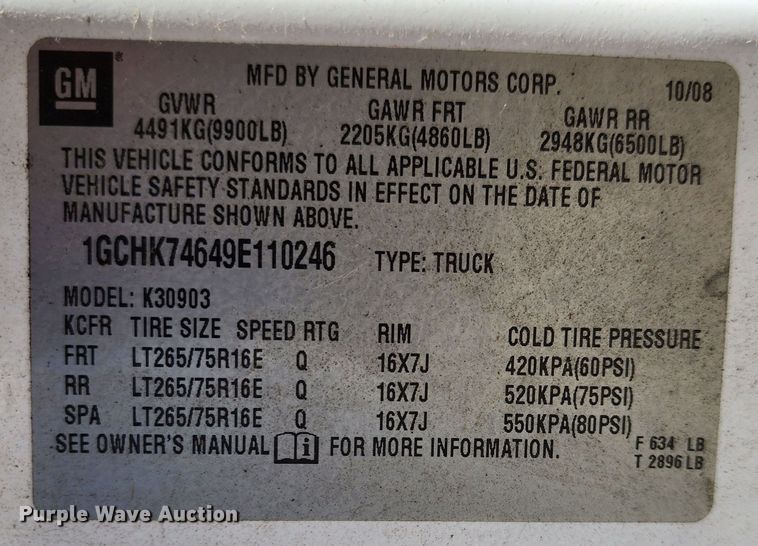 GM®
MFD BY GENERAL MOTORS CORP. 10/08
GVWR GAWR FRT GAWR RR
4491KG(9900LB) 2205KG(4860LB) 2948KG(6500LB)
THIS VEHICLE CONFORMS TO ALL APPLICABLE U.S. FEDERAL MOTOR
VEHICLE SAFETY STANDARDS IN EFFECT ON THE DATE OF
MANUFACTURE SHOWN ABOVE.
1GCHK74649E110246 TYPE: TRUCK
MODEL: K30903
KCFR TIRE SIZE SPEED RTG RIM COLD TIRE PRESSURE
FRT LT265/75R16E Q 16X7J 420KPA(60PSI)
RR LT265/75R16E Q 16X7J 520KPA(75PSI)
SPA LT265/75R16E Q 16X7J 550KPA(80PSI)
SEE OWNER'S MANUAL i FOR MORE INFORMATION.
F 634 LB
T 2896 LB
Purple Wave Auction